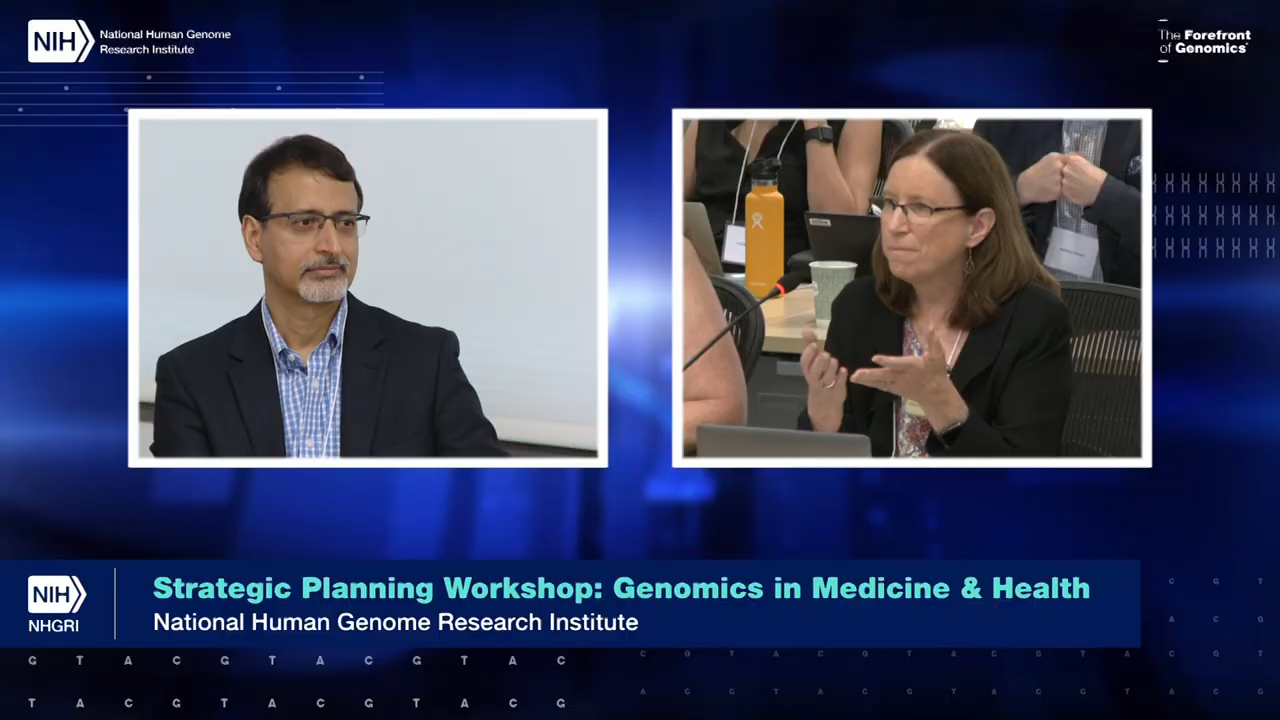 NIH
National Human Genome
Research Institute
The Forefront
of Genomics
NIH
NHGRI
Strategic Planning Workshop: Genomics in Medicine & Health
National Human Genome Research Institute
G T A C G T A C G T A C
T A C G T A C G T A C G
C G T A C G T A C G T A C G T
A C G T A C G T A C G T A C G
C G T
A C G